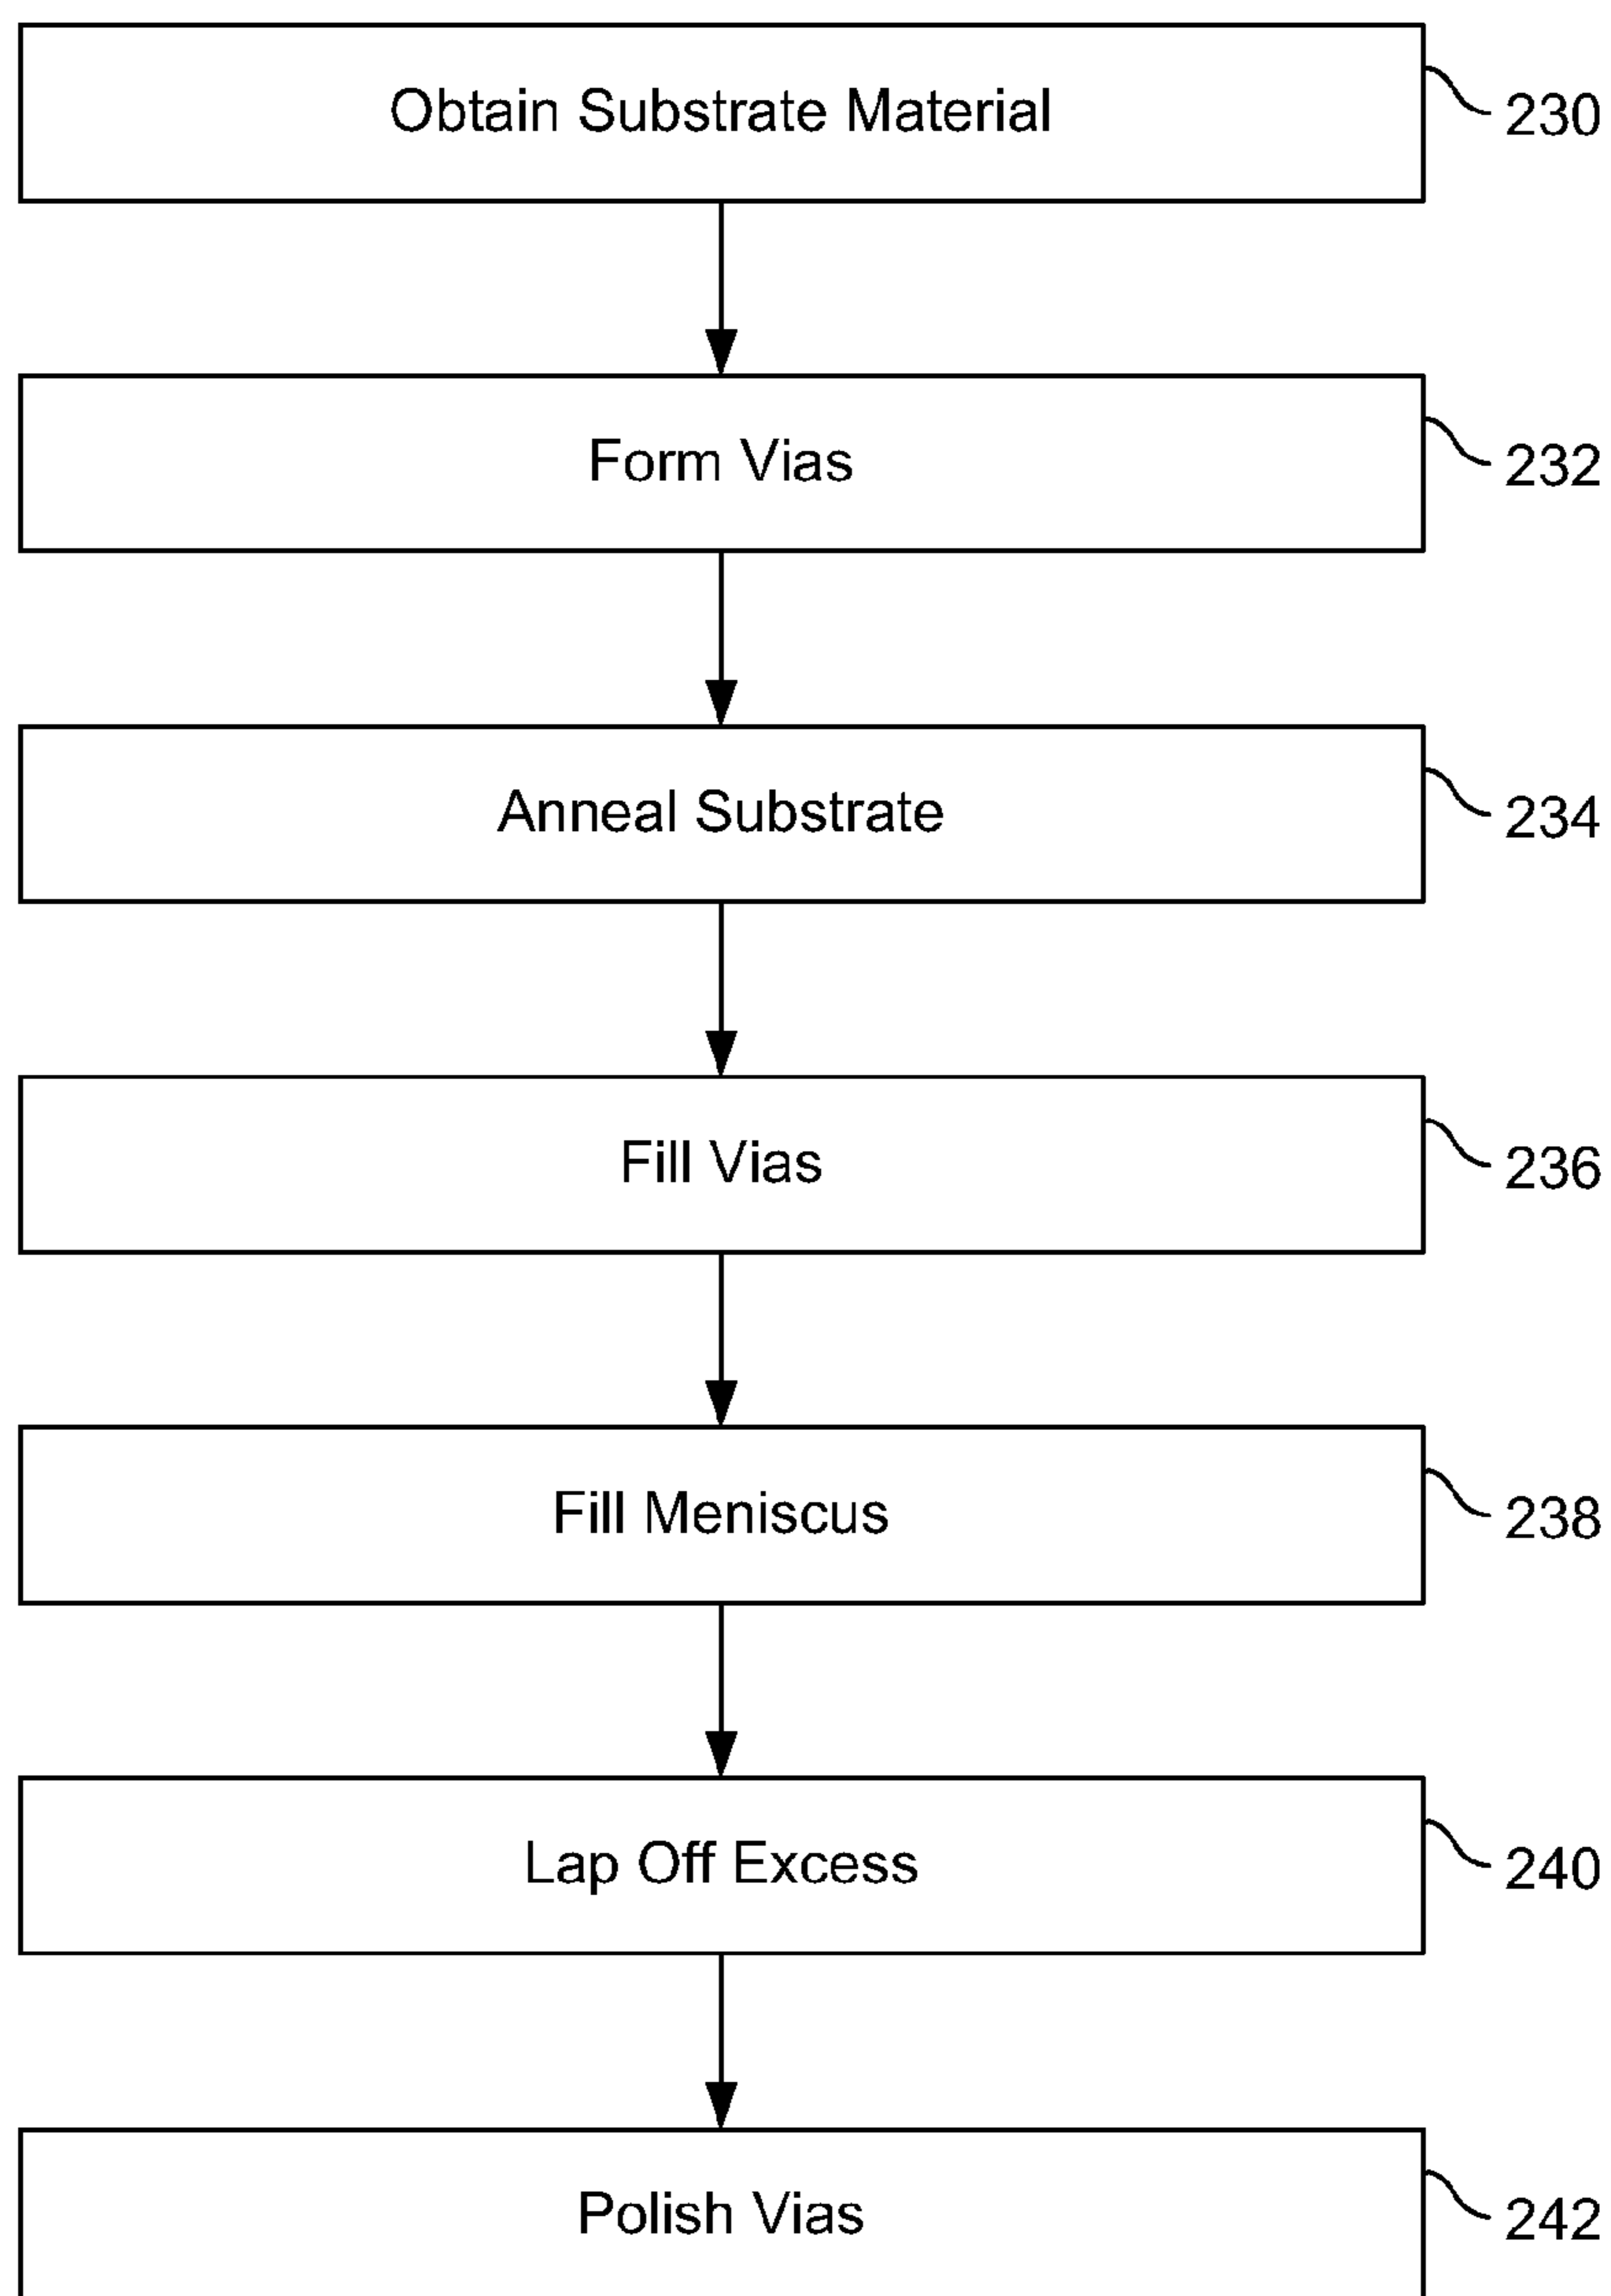 Obtain Substrate Material
230
Form Vias
232
Anneal Substrate
234
Fill Vias
236
Fill Meniscus
238
Lap Off Excess
240
Polish Vias
242